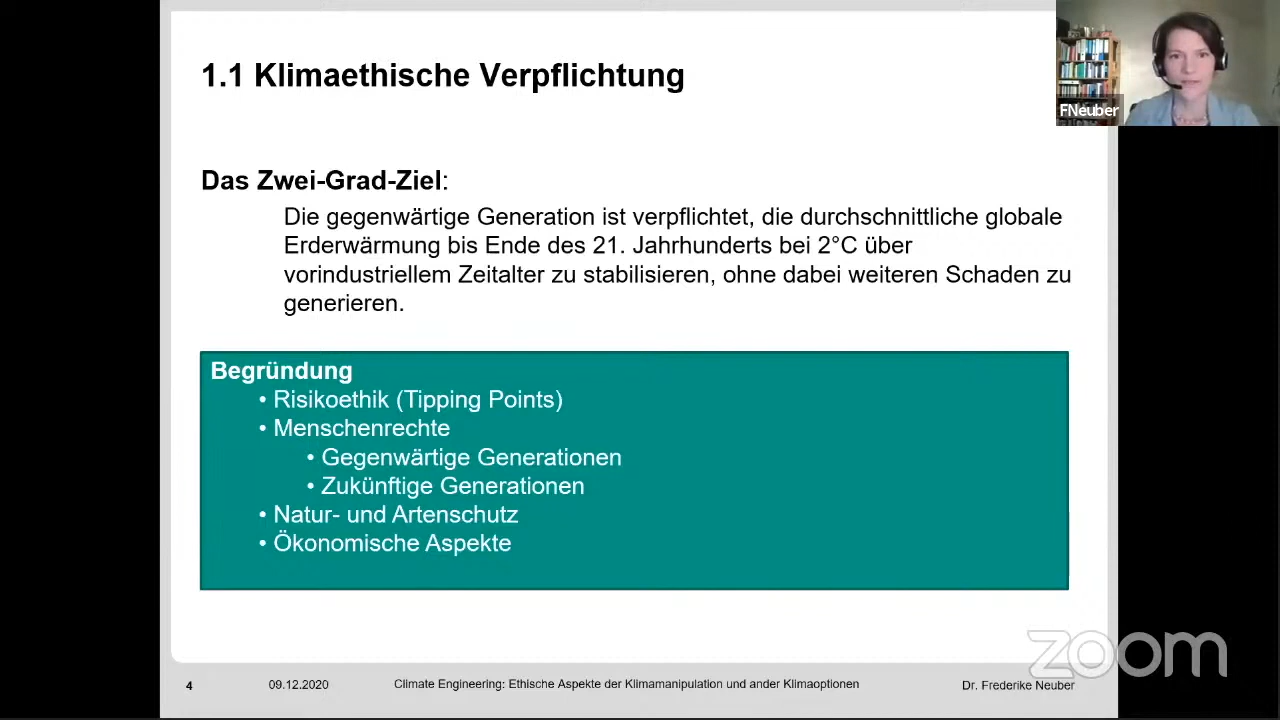 1.1 Klimaethische Verpflichtung
FNeuber
Das Zwei-Grad-Ziel:
Die gegenwärtige Generation ist verpflichtet, die durchschnittliche globale
Erderwärmung bis Ende des 21. Jahrhunderts bei 2°C über
vorindustriellem Zeitalter zu stabilisieren, ohne dabei weiteren Schaden zu
generieren.
Begründung
• Risikoethik (Tipping Points)
• Menschenrechte
• Gegenwärtige Generationen
• Zukünftige Generationen
• Natur- und Artenschutz
• Ökonomische Aspekte
zoom
4 09.12.2020 Climate Engineering: Ethische Aspekte der Klimamanipulation und ander Klimaoptionen Dr. Frederike Neuber